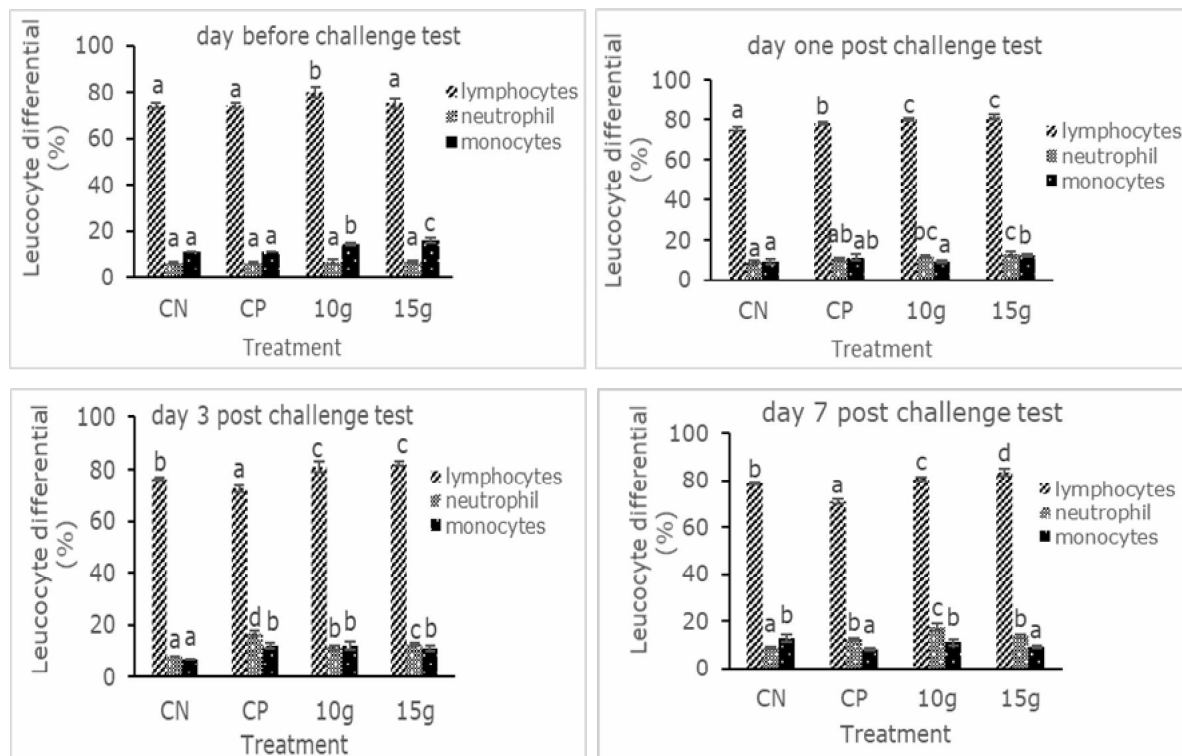 day before challenge test
Leucocyte differential
(%)
100
80
60
40
20
0
a
a
b
a
a a
a a
a b
a c
CN CP 10g 15g
Treatment
lymphocytes
neutrophil
monocytes
day one post challenge test
Leucocyte differential
(%)
100
80
60
40
20
0
a
b
c
c
a a
ab ab
bc a
c b
CN CP 10g 15g
Treatment
lymphocytes
neutrophil
monocytes
day 3 post challenge test
Leucocyte differential
(%)
100
80
60
40
20
0
b
a
c
c
a a
d b
b b
c b
CN CP 10g 15g
Treatment
lymphocytes
neutrophil
monocytes
day 7 post challenge test
Leucocyte differential
(%)
100
80
60
40
20
0
b
a
c
d
a b
b a
c b
b a
CN CP 10g 15g
Treatment
lymphocytes
neutrophil
monocytes